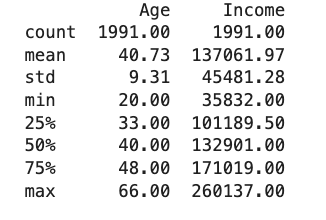 Age Income
count 1991.00 1991.00
mean 40.73 137061.97
std 9.31 45481.28
min 20.00 35832.00
25% 33.00 101189.50
50% 40.00 132901.00
75% 48.00 171019.00
max 66.00 260137.00